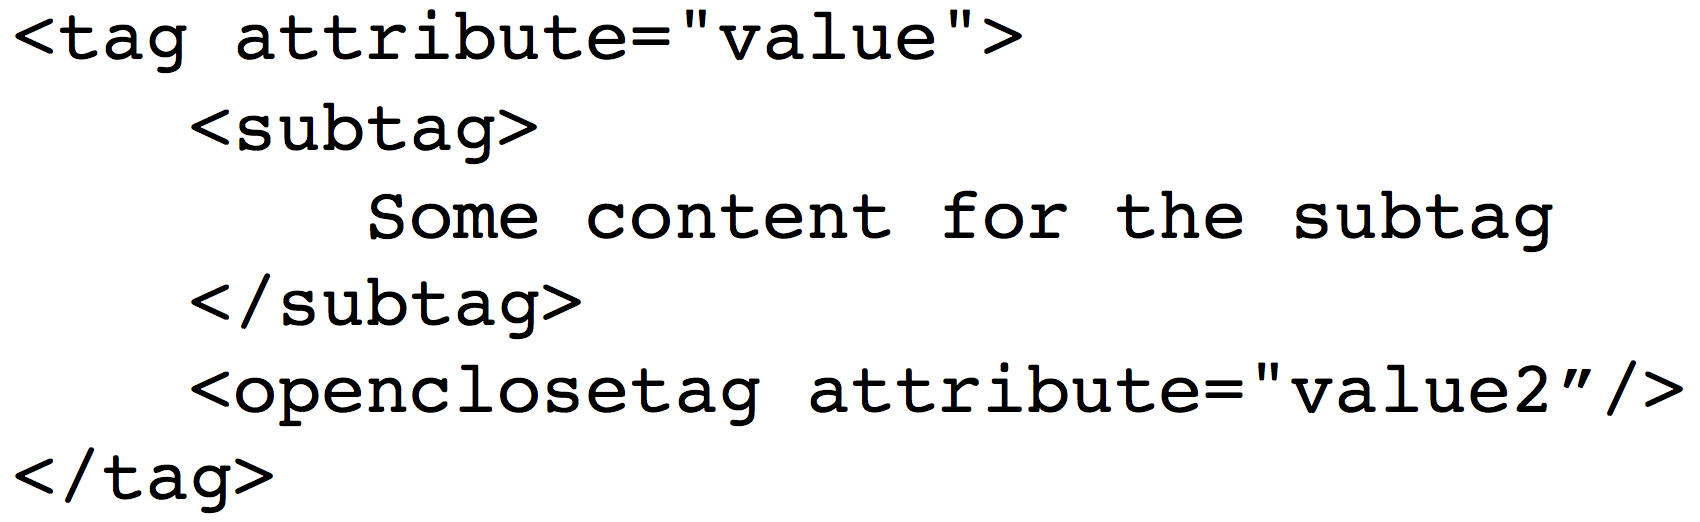 <tag attribute="value">
    <subtag>
        Some content for the subtag
    </subtag>
    <openclosetag attribute="value2”/>
</tag>